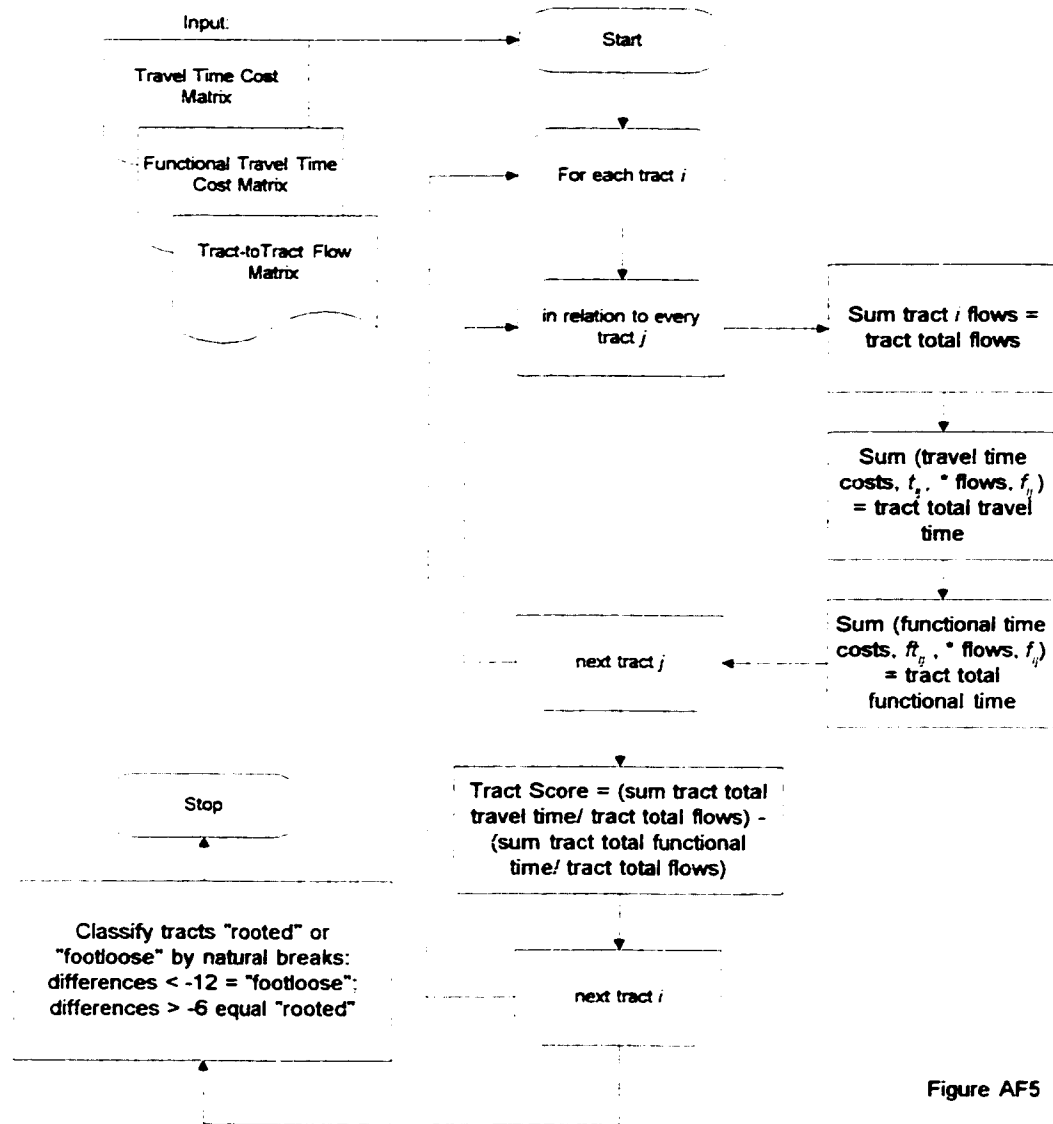 Input:
Start
Travel Time Cost
Matrix
Functional Travel Time
Cost Matrix
Tract-toTract Flow
Matrix
For each tract i
in relation to every
tract j
Sum tract i flows =
tract total flows
Sum (travel time
costs, t_ij, * flows, f_ij)
= tract total travel
time
Sum (functional time
costs, ft_ij, * flows, f_ij)
= tract total
functional time
next tract j
Tract Score = (sum tract total
travel time/ tract total flows) -
(sum tract total functional
time/ tract total flows)
next tract i
Stop
Classify tracts "rooted" or
"footloose" by natural breaks:
differences < -12 = "footloose";
differences > -6 equal "rooted"
Figure AF5